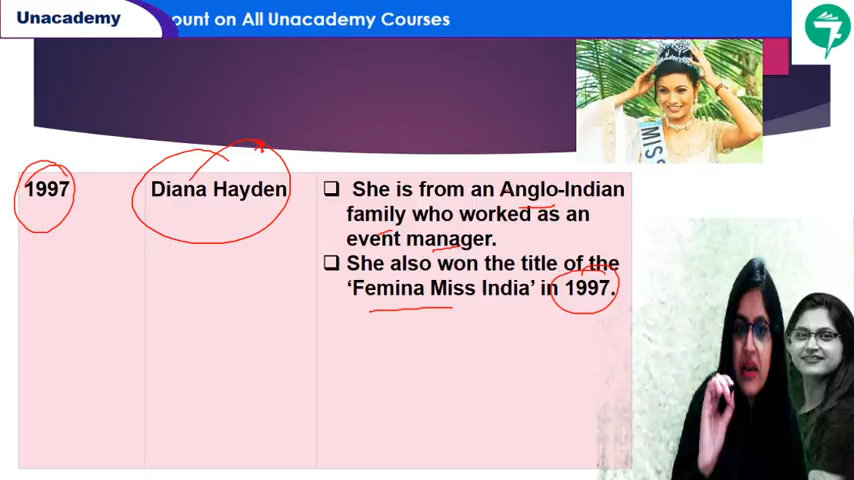 Unacademy
ount on All Unacademy Courses
MISS
1997
Diana Hayden
❑ She is from an Anglo-Indian
family who worked as an
event manager.
❑ She also won the title of the
‘Femina Miss India’ in 1997.